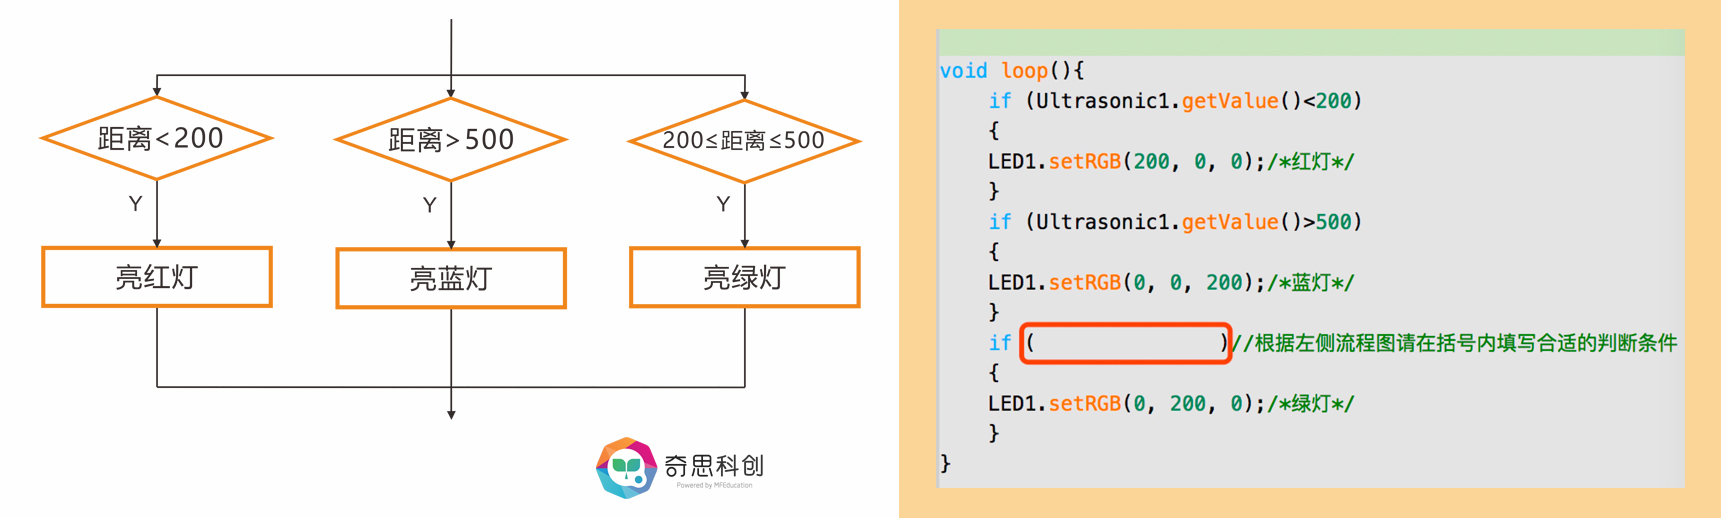 距离<200
距离>500
200≤距离≤500
Y
Y
Y
亮红灯
亮蓝灯
亮绿灯
奇思科创
Powered by MFEducation
void loop(){
if (Ultrasonic1.getValue()<200)
{
LED1.setRGB(200, 0, 0);/*红灯*/
}
if (Ultrasonic1.getValue()>500)
{
LED1.setRGB(0, 0, 200);/*蓝灯*/
}
if ( )//根据左侧流程图请在括号内填写合适的判断条件
{
LED1.setRGB(0, 200, 0);/*绿灯*/
}
}